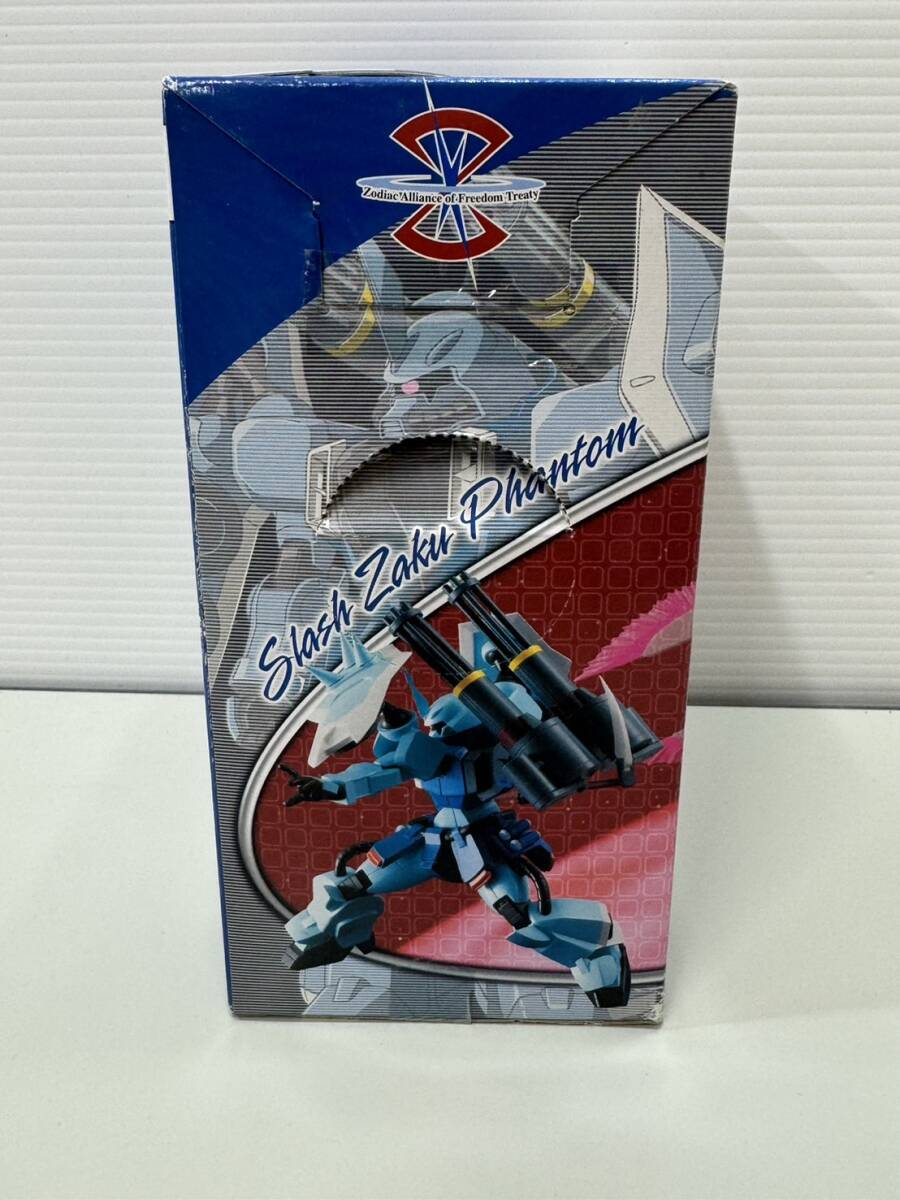 Zodiac Alliance of Freedom Treaty
Slash Zaku Phantom